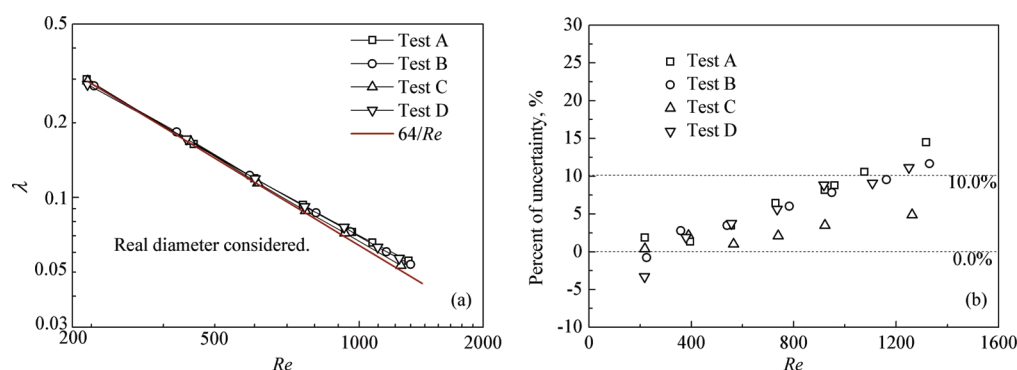 (a)
0.5
0.2
0.1
0.05
0.03
λ
Test A
Test B
Test C
Test D
64/Re
Real diameter considered.
200
500
1000
2000
Re
(b)
30
25
20
15
10
5
0
-5
-10
Percent of uncertainty, %
Test A
Test B
Test C
Test D
10.0%
0.0%
0
400
800
1200
1600
Re